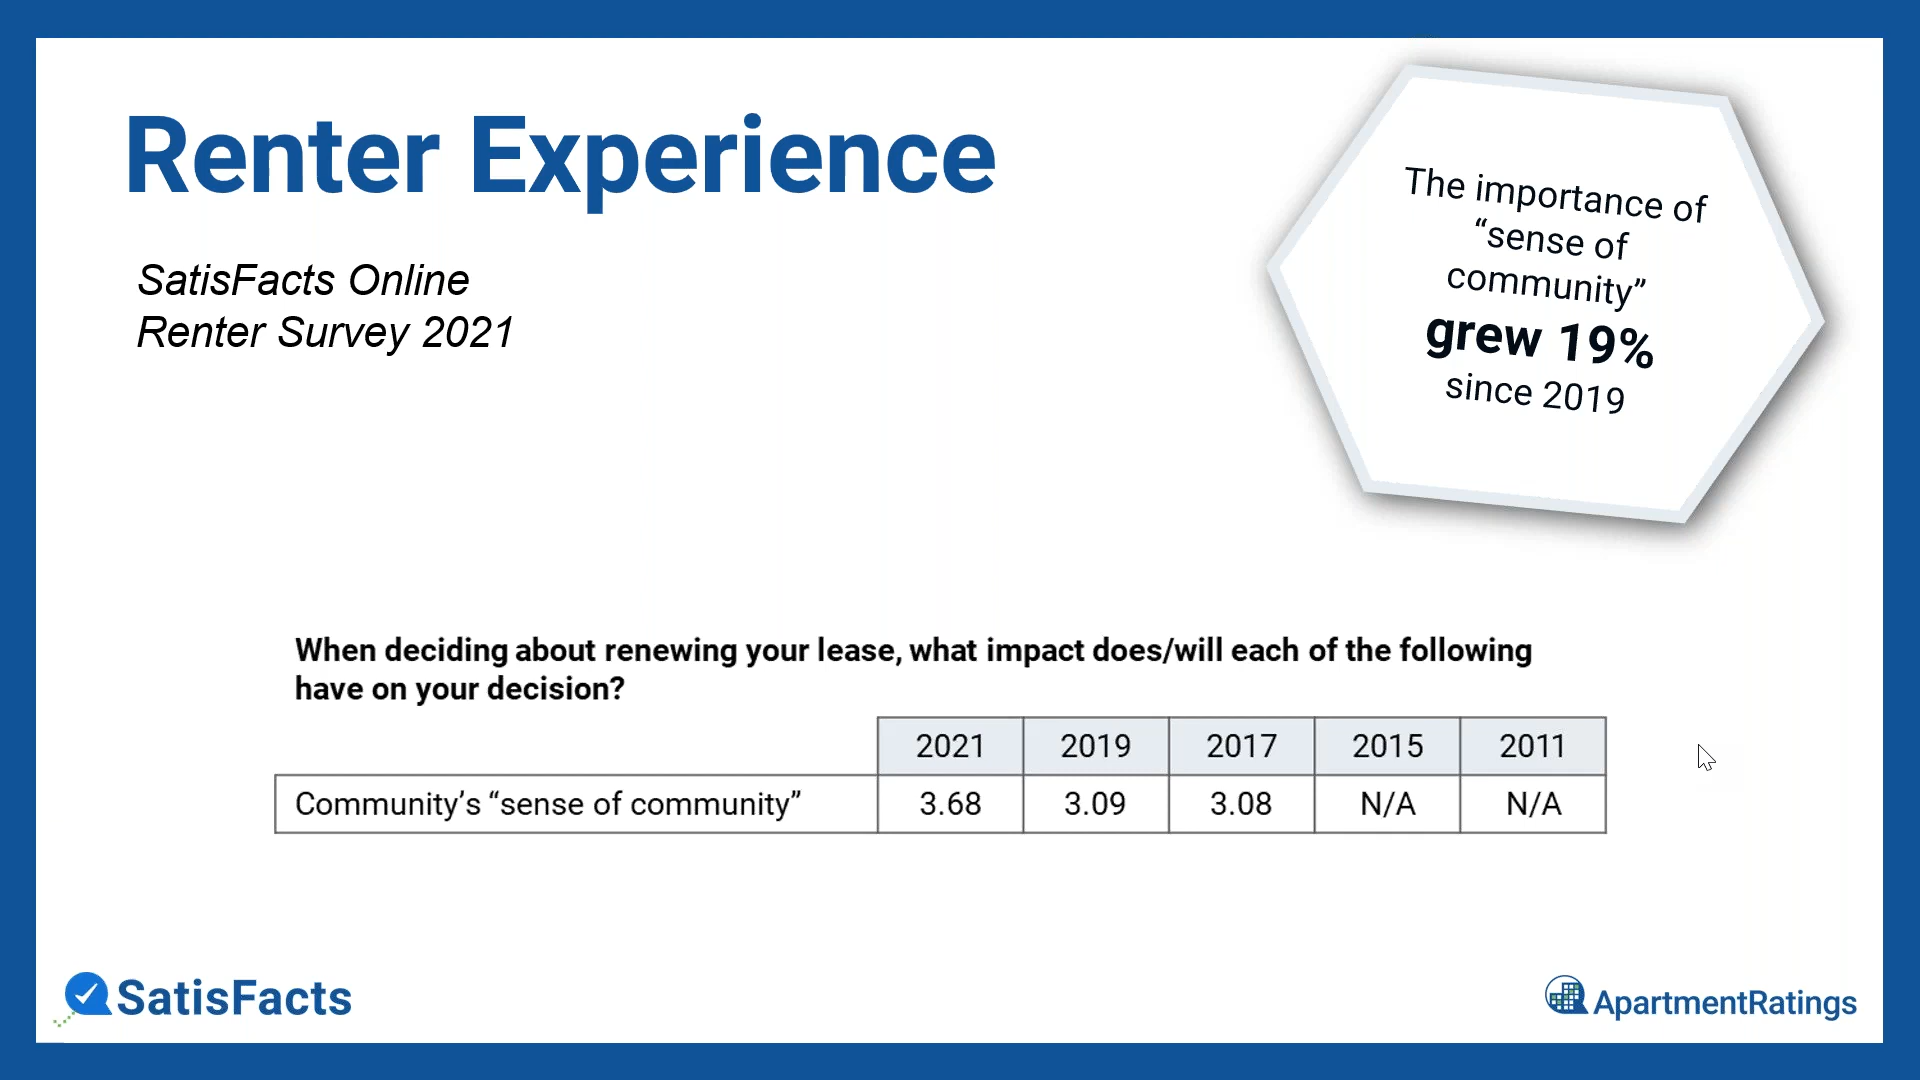 Renter Experience
SatisFacts Online
Renter Survey 2021
The importance of
“sense of
community”
grew 19%
since 2019
When deciding about renewing your lease, what impact does/will each of the following
have on your decision?
2021 2019 2017 2015 2011
Community’s “sense of community” 3.68 3.09 3.08 N/A N/A
SatisFacts
ApartmentRatings